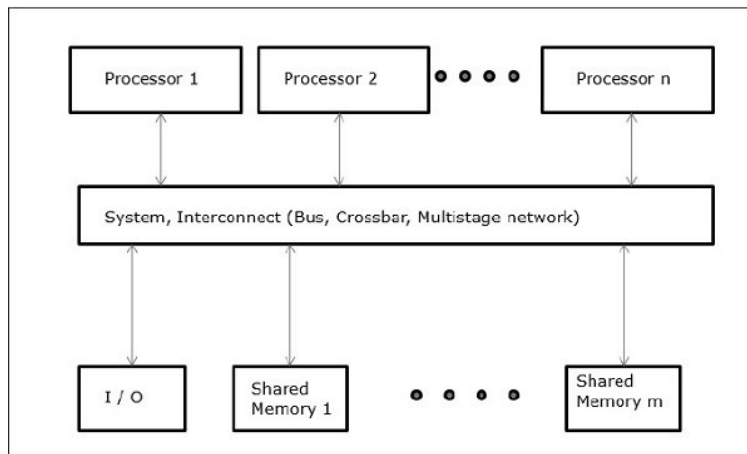 Processor 1
Processor 2
Processor n
System, Interconnect (Bus, Crossbar, Multistage network)
I / O
Shared
Memory 1
Shared
Memory m